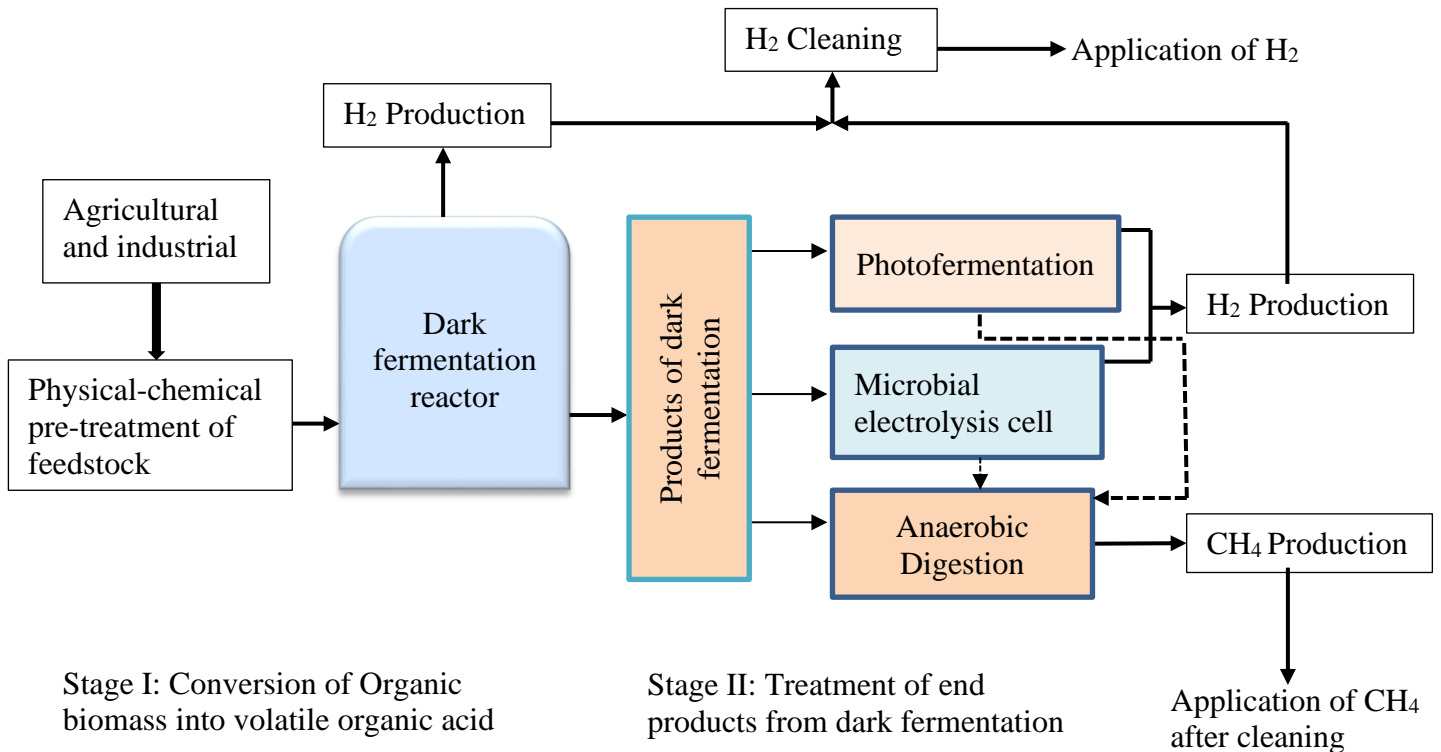 H₂ Cleaning
Application of H₂
H₂ Production
Agricultural
and industrial
Physical-chemical
pre-treatment of
feedstock
Dark
fermentation
reactor
Products of dark
fermentation
Photofermentation
Microbial
electrolysis cell
Anaerobic
Digestion
H₂ Production
CH₄ Production
Stage I: Conversion of Organic
biomass into volatile organic acid
Stage II: Treatment of end
products from dark fermentation
Application of CH₄
after cleaning